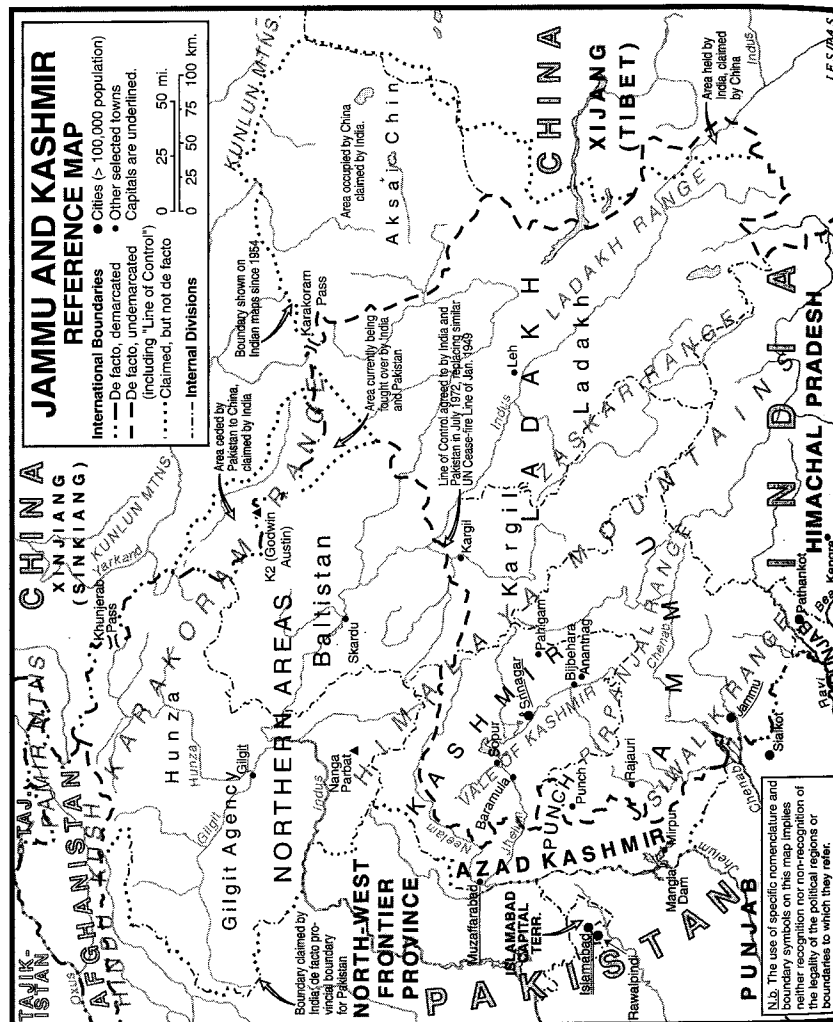 JAMMU AND KASHMIR
REFERENCE MAP
International Boundaries
De facto, demarcated
De facto, undemarcated
(including "Line of Control")
Claimed, but not de facto
Internal Divisions
Cities (> 100,000 population)
Other selected towns
Capitals are underlined.
0 25 50 mi.
0 25 50 75 100 km.
TAJIK-
ISTAN
TAJ.
PAMIR MTNS
Oxus
AFGHANISTAN
HINDU KUSH
CHINA
XINJIANG
(SINKIANG)
KUNLUN MTNS
Yarkand
Khunjerab
Pass
KARAKORAM RANGE
Hunza
Hunza
Gilgit
Gilgit
Gilgit Agency
NORTHERN AREAS
Baltistan
Skardu
K2 (Godwin
Austin)
Area ceded by
Pakistan to China,
claimed by India
Boundary shown on
Indian maps since 1954
Karakoram
Pass
KUNLUN MTNS.
Area occupied by China
claimed by India.
Aksai Chin
Area currently being
fought over by India
and Pakistan
Line of Control agreed to by India and
Pakistan in July 1972, replacing similar
UN Cease-fire Line of Jan. 1949
Boundary claimed by
India; de facto pro-
vincial boundary
for Pakistan
Indus
Nanga
Parbat
HIMALAYA MOUNTAINS
NORTH-WEST
FRONTIER
PROVINCE
Kargil
Kargil
LADAKH
Indus
Leh
Ladakh
LADAKH RANGE
ZASKAR RANGE
CHINA
XIJANG
(TIBET)
Indus
Area held by
India, claimed
by China
KASHMIR
VALE OF KASHMIR
Neelam
Sopur
Baramula
Srinagar
Pahlgam
Bijbehara
Anantnag
Jhelum
PUNCH
Punch
Rajauri
PIR PANJAL RANGE
Chenab
JAMMU
SIWALIK RANGE
Jammu
Muzaffarabad
AZAD KASHMIR
Mirpur
Mangla
Dam
Jhelum
Chenab
Sialkot
ISLAMABAD
CAPITAL
TERR.
Islamabad
Rawalpindi
PAKISTAN
PUNJAB
INDIA
HIMACHAL PRADESH
Pathankot
Ravi
N.b. The use of specific nomenclature and
boundary symbols on this map implies
neither recognition nor non-recognition of
the legality of the political regions or
boundaries to which they refer.